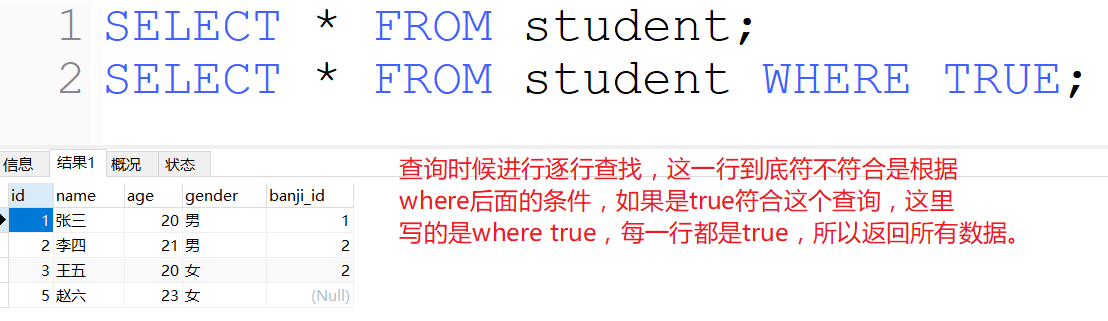 1 SELECT * FROM student;
2 SELECT * FROM student WHERE TRUE;
信息 结果1 概况 状态
id name age gender banji_id
1 张三 20 男 1
2 李四 21 男 2
3 王五 20 女 2
5 赵六 23 女 (Null)
查询时候进行逐行查找，这一行到底符不符合是根据
where后面的条件，如果是true符合这个查询，这里
写的是where true，每一行都是true，所以返回所有数据。